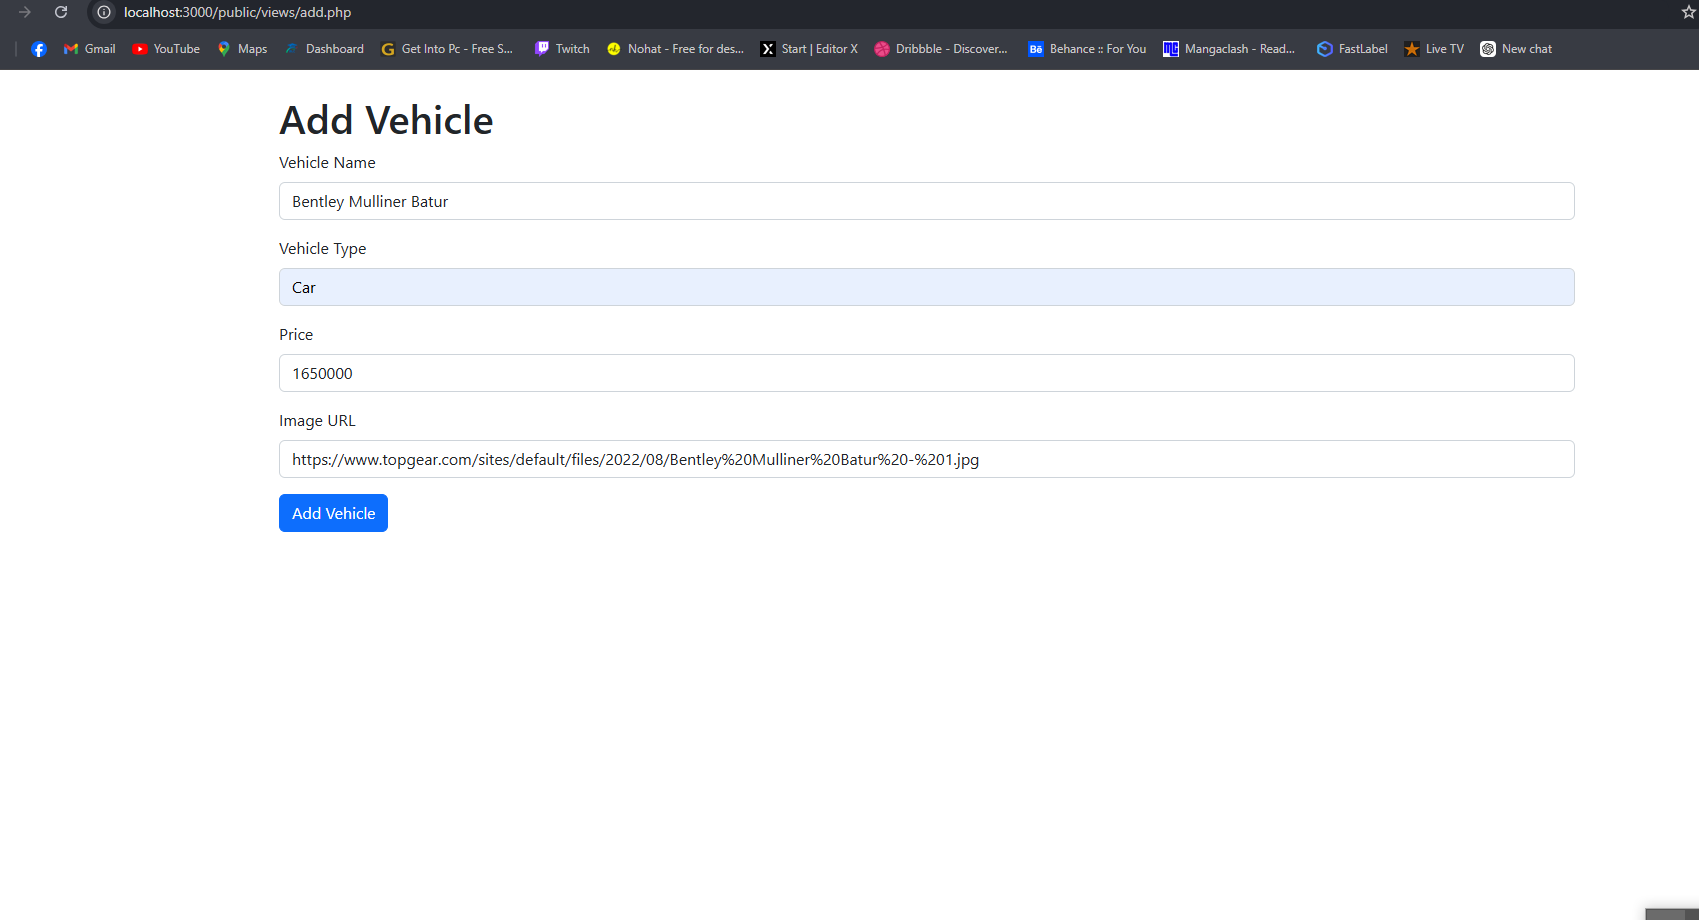 localhost:3000/public/views/add.php
Gmail YouTube Maps Dashboard G Get Into Pc - Free S... Twitch Nohat - Free for des... X Start | Editor X Dribbble - Discover... Bē Behance :: For You MC Mangaclash - Read... FastLabel Live TV New chat
Add Vehicle
Vehicle Name
Bentley Mulliner Batur
Vehicle Type
Car
Price
1650000
Image URL
https://www.topgear.com/sites/default/files/2022/08/Bentley%20Mulliner%20Batur%20-%201.jpg
Add Vehicle